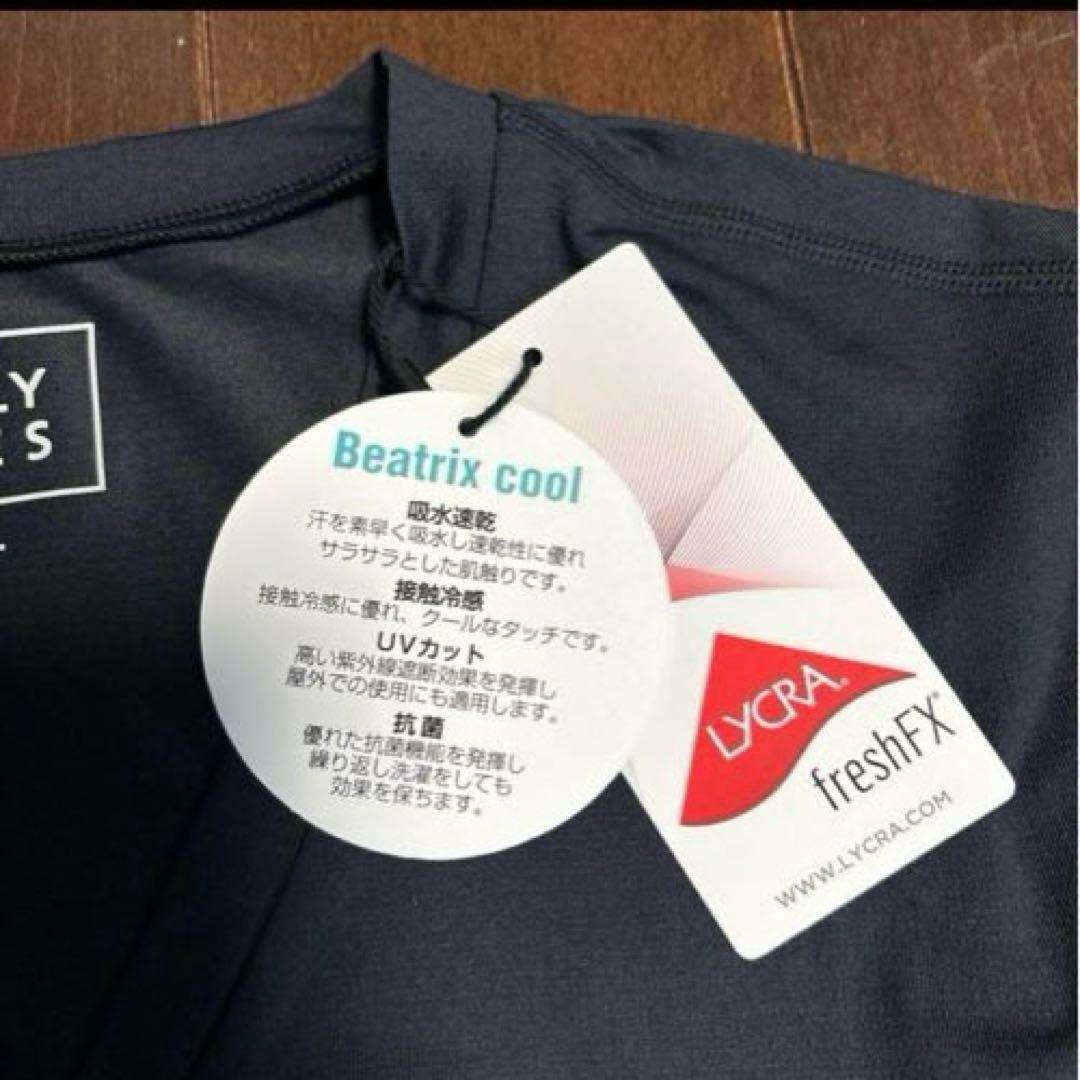 LY
ES
Beatrix cool
吸水速乾
汗を素早く吸水し速乾性に優れ
サラサラとした肌触りです。
接触冷感
接触冷感に優れ、クールなタッチです。
UVカット
高い紫外線遮断効果を発揮し
屋外での使用にも適用します。
抗菌
優れた抗菌機能を発揮し
繰り返し洗濯をしても
効果を保ちます。
LYCRA®
freshFX®
WWW.LYCRA.COM